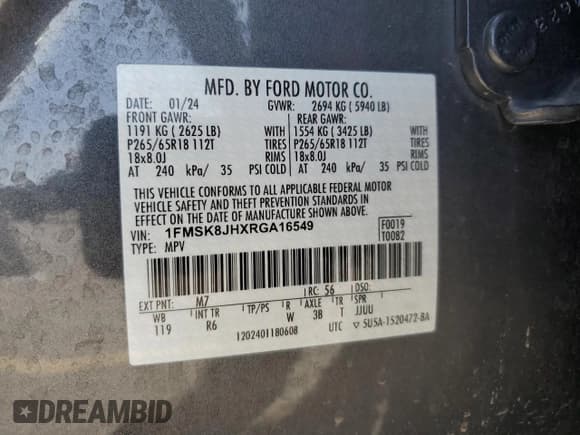 MFD. BY FORD MOTOR CO.
DATE: 01/24 GVWR: 2694 KG ( 5940 LB)
FRONT GAWR: REAR GAWR:
1191 KG ( 2625 LB) WITH 1554 KG ( 3425 LB) WITH
P265/65R18 112T TIRES P265/65R18 112T TIRES
18x8.0J RIMS 18x8.0J RIMS
AT 240 kPa/ 35 PSI COLD AT 240 kPa/ 35 PSI COLD
THIS VEHICLE CONFORMS TO ALL APPLICABLE FEDERAL MOTOR
VEHICLE SAFETY AND THEFT PREVENTION STANDARDS IN
EFFECT ON THE DATE OF MANUFACTURE SHOWN ABOVE.
VIN: 1FMSK8JHXRGA16549 F0019
TYPE: MPV T0082
EXT PNT: M7 RC: 56 DSO:
WB INT TR TP/PS R AXLE TR SPR
119 R6 W 3B T JJUU
1202401180608 UTC ▽ 5U5A-1520472-BA
DREAMBID